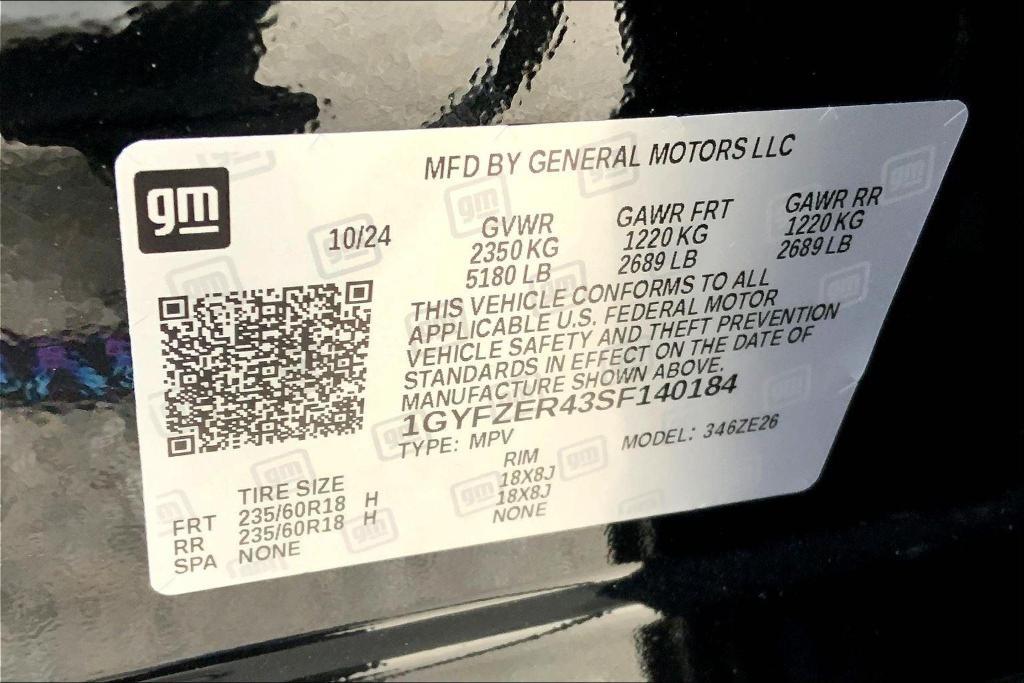 gm
MFD BY GENERAL MOTORS LLC
10/24
GVWR GAWR FRT GAWR RR
2350 KG 1220 KG 1220 KG
5180 LB 2689 LB 2689 LB
THIS VEHICLE CONFORMS TO ALL
APPLICABLE U.S. FEDERAL MOTOR
VEHICLE SAFETY AND THEFT PREVENTION
STANDARDS IN EFFECT ON THE DATE OF
MANUFACTURE SHOWN ABOVE.
1GYFZER43SF140184
TYPE: MPV MODEL: 346ZE26
TIRE SIZE RIM
FRT 235/60R18 H 18X8J
RR 235/60R18 H 18X8J
SPA NONE NONE